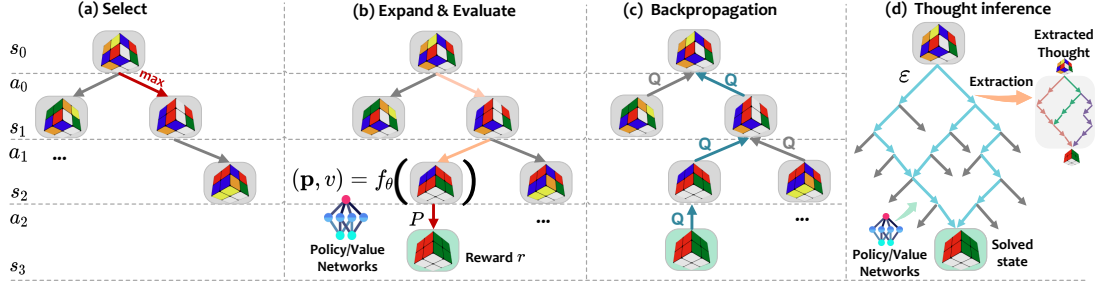 (a) Select
(b) Expand & Evaluate
(c) Backpropagation
(d) Thought inference
s₀
a₀
s₁
a₁
s₂
a₂
s₃
max
...
(p, v) = f_θ( )
P
Policy/Value
Networks
Reward r
...
Q
Q
Q
Q
Q
...
ε
Extraction
Extracted
Thought
Policy/Value
Networks
Solved
state